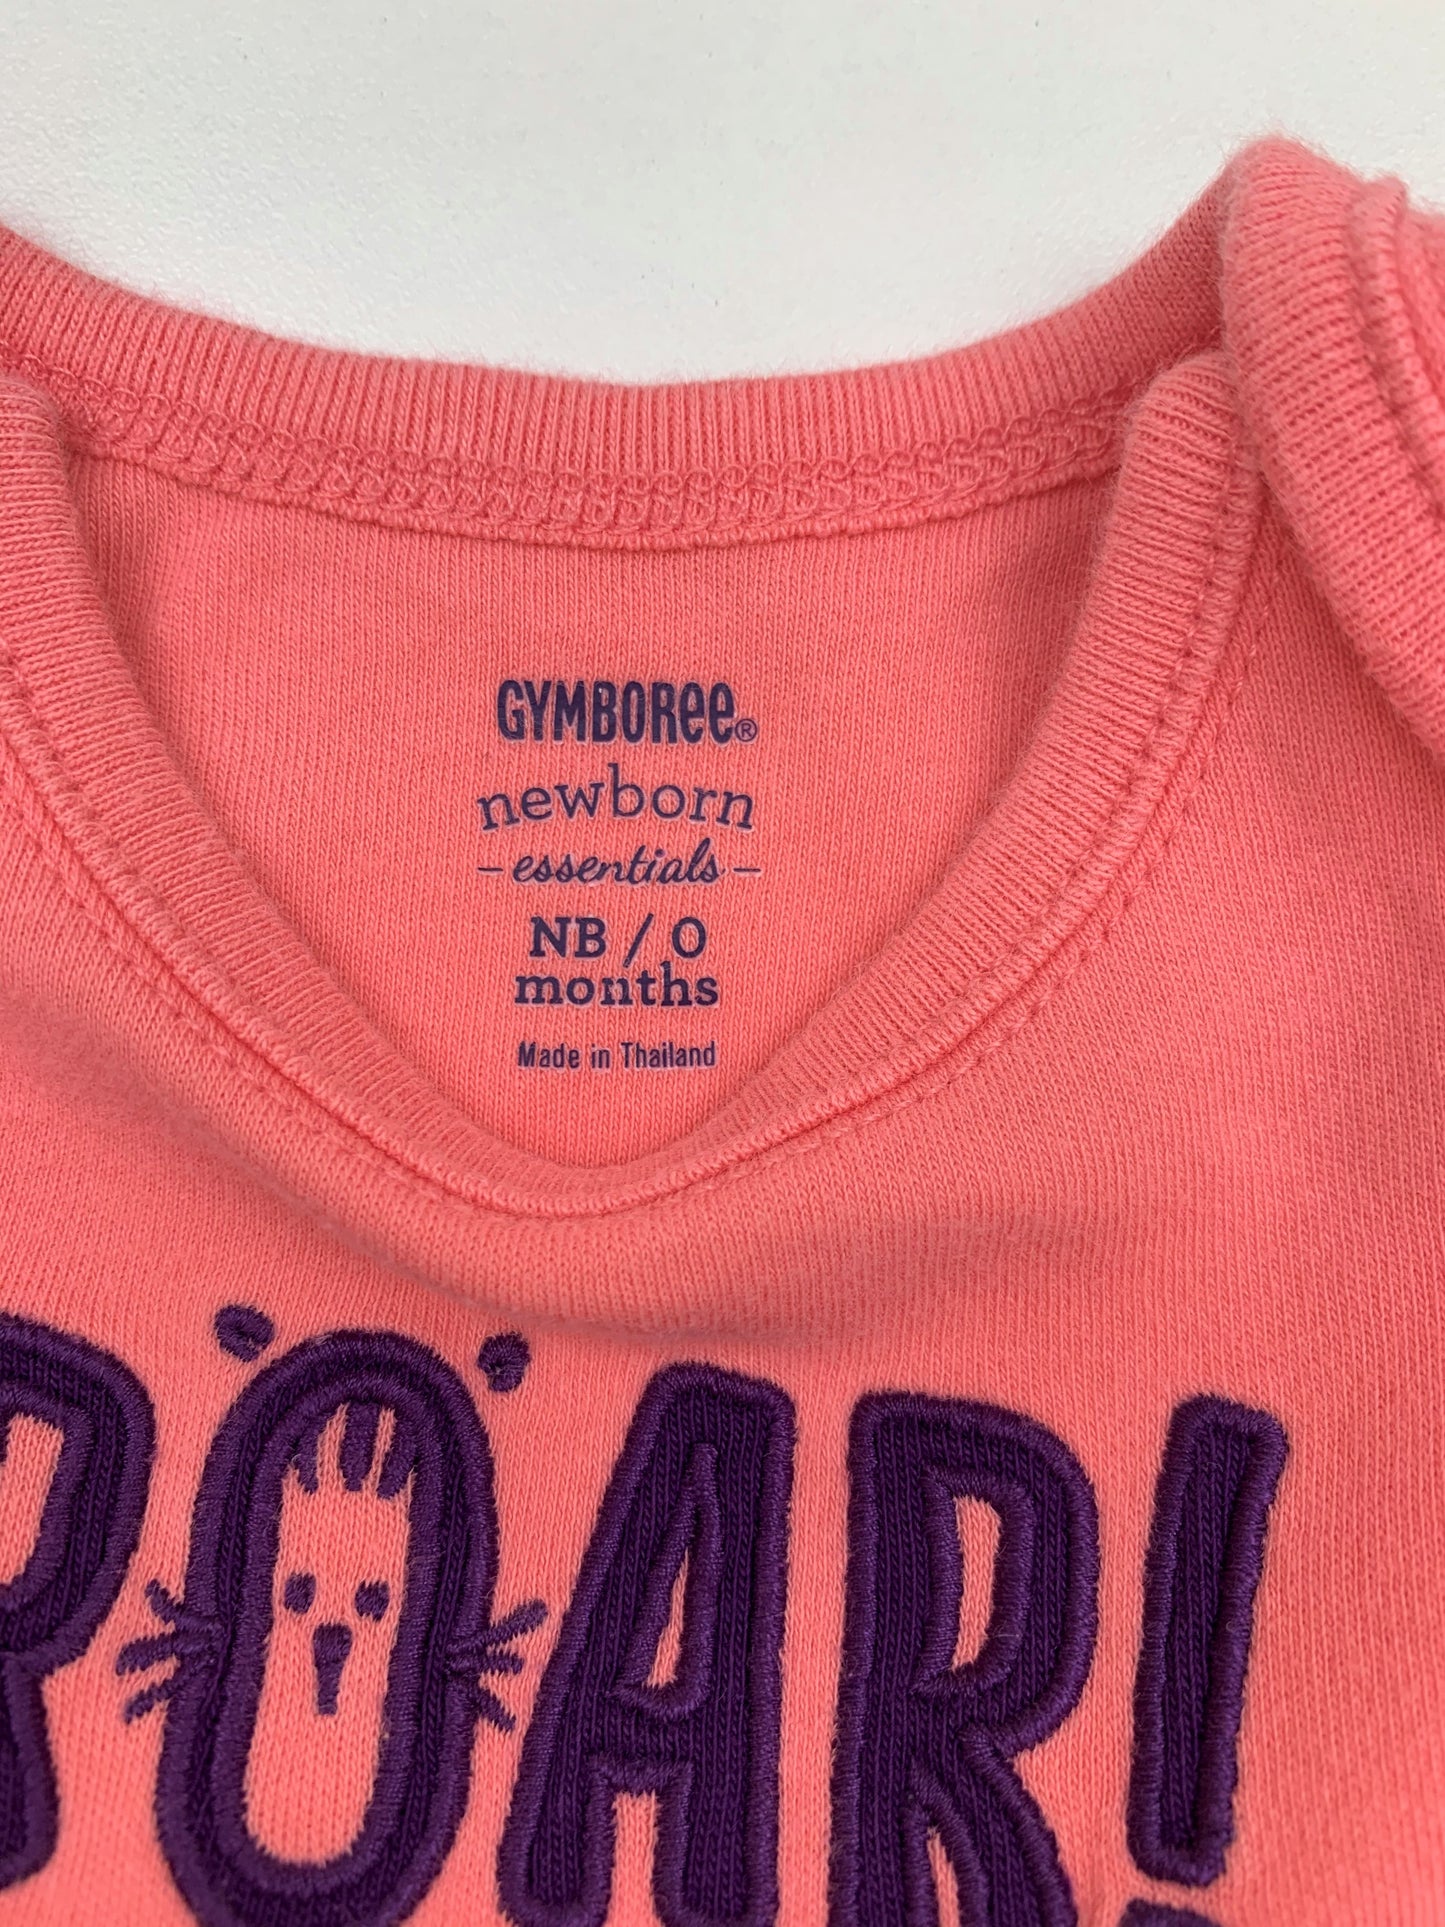 GYMBOREE®
newborn
– essentials –
NB / 0
months
Made in Thailand
ROAR!